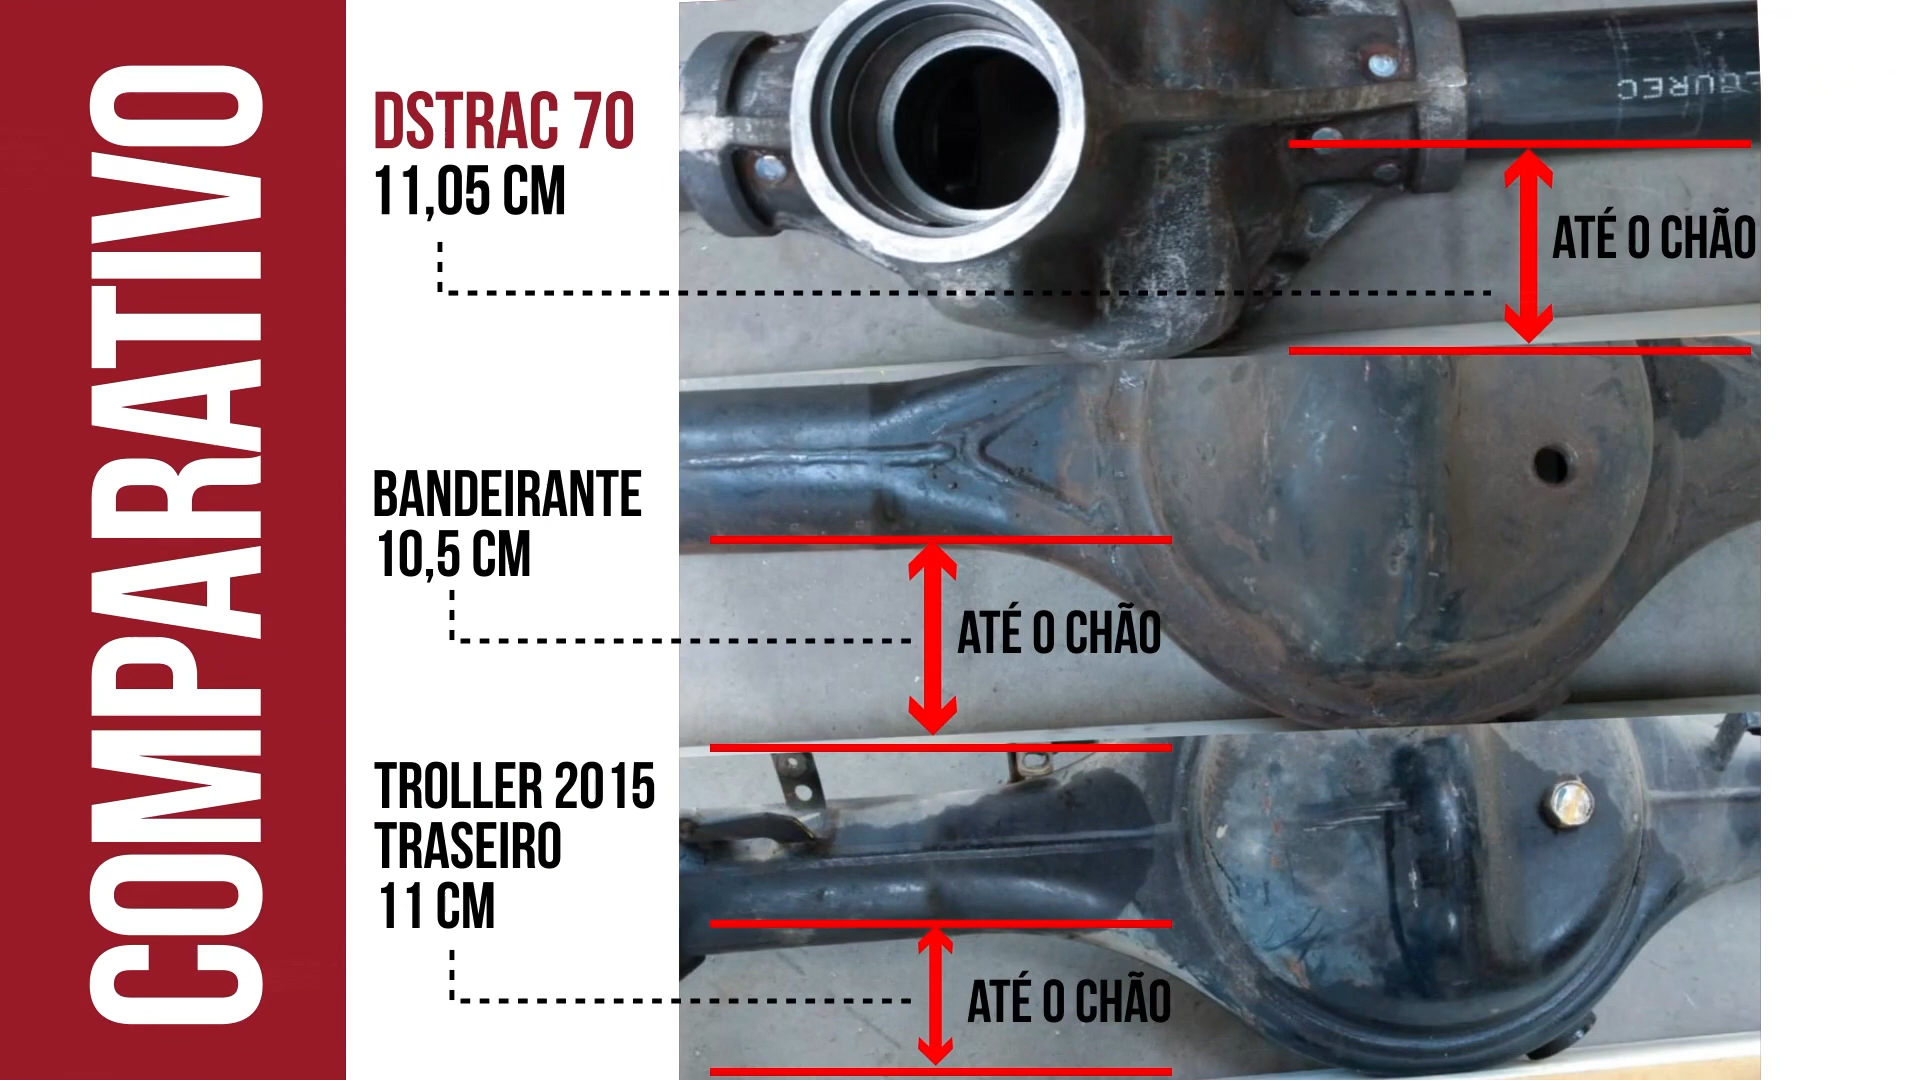 COMPARATIVO
DSTRAC 70
11,05 CM
ATÉ O CHÃO
BANDEIRANTE
10,5 CM
ATÉ O CHÃO
TROLLER 2015
TRASEIRO
11 CM
ATÉ O CHÃO